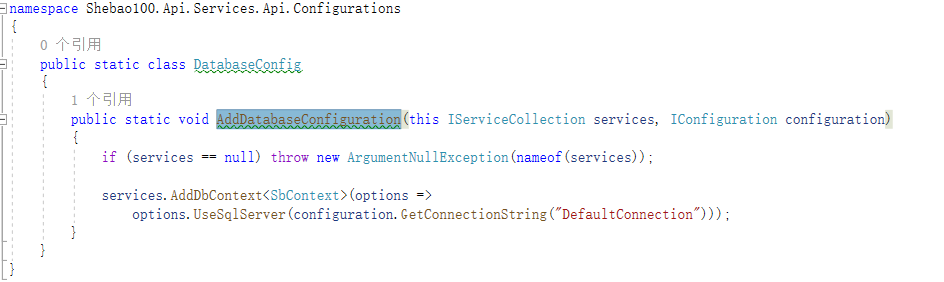 namespace Shebao100.Api.Services.Api.Configurations
{
0 个引用
public static class DatabaseConfig
{
1 个引用
public static void AddDatabaseConfiguration(this IServiceCollection services, IConfiguration configuration)
{
if (services == null) throw new ArgumentNullException(nameof(services));
services.AddDbContext<SbContext>(options =>
options.UseSqlServer(configuration.GetConnectionString("DefaultConnection")));
}
}
}